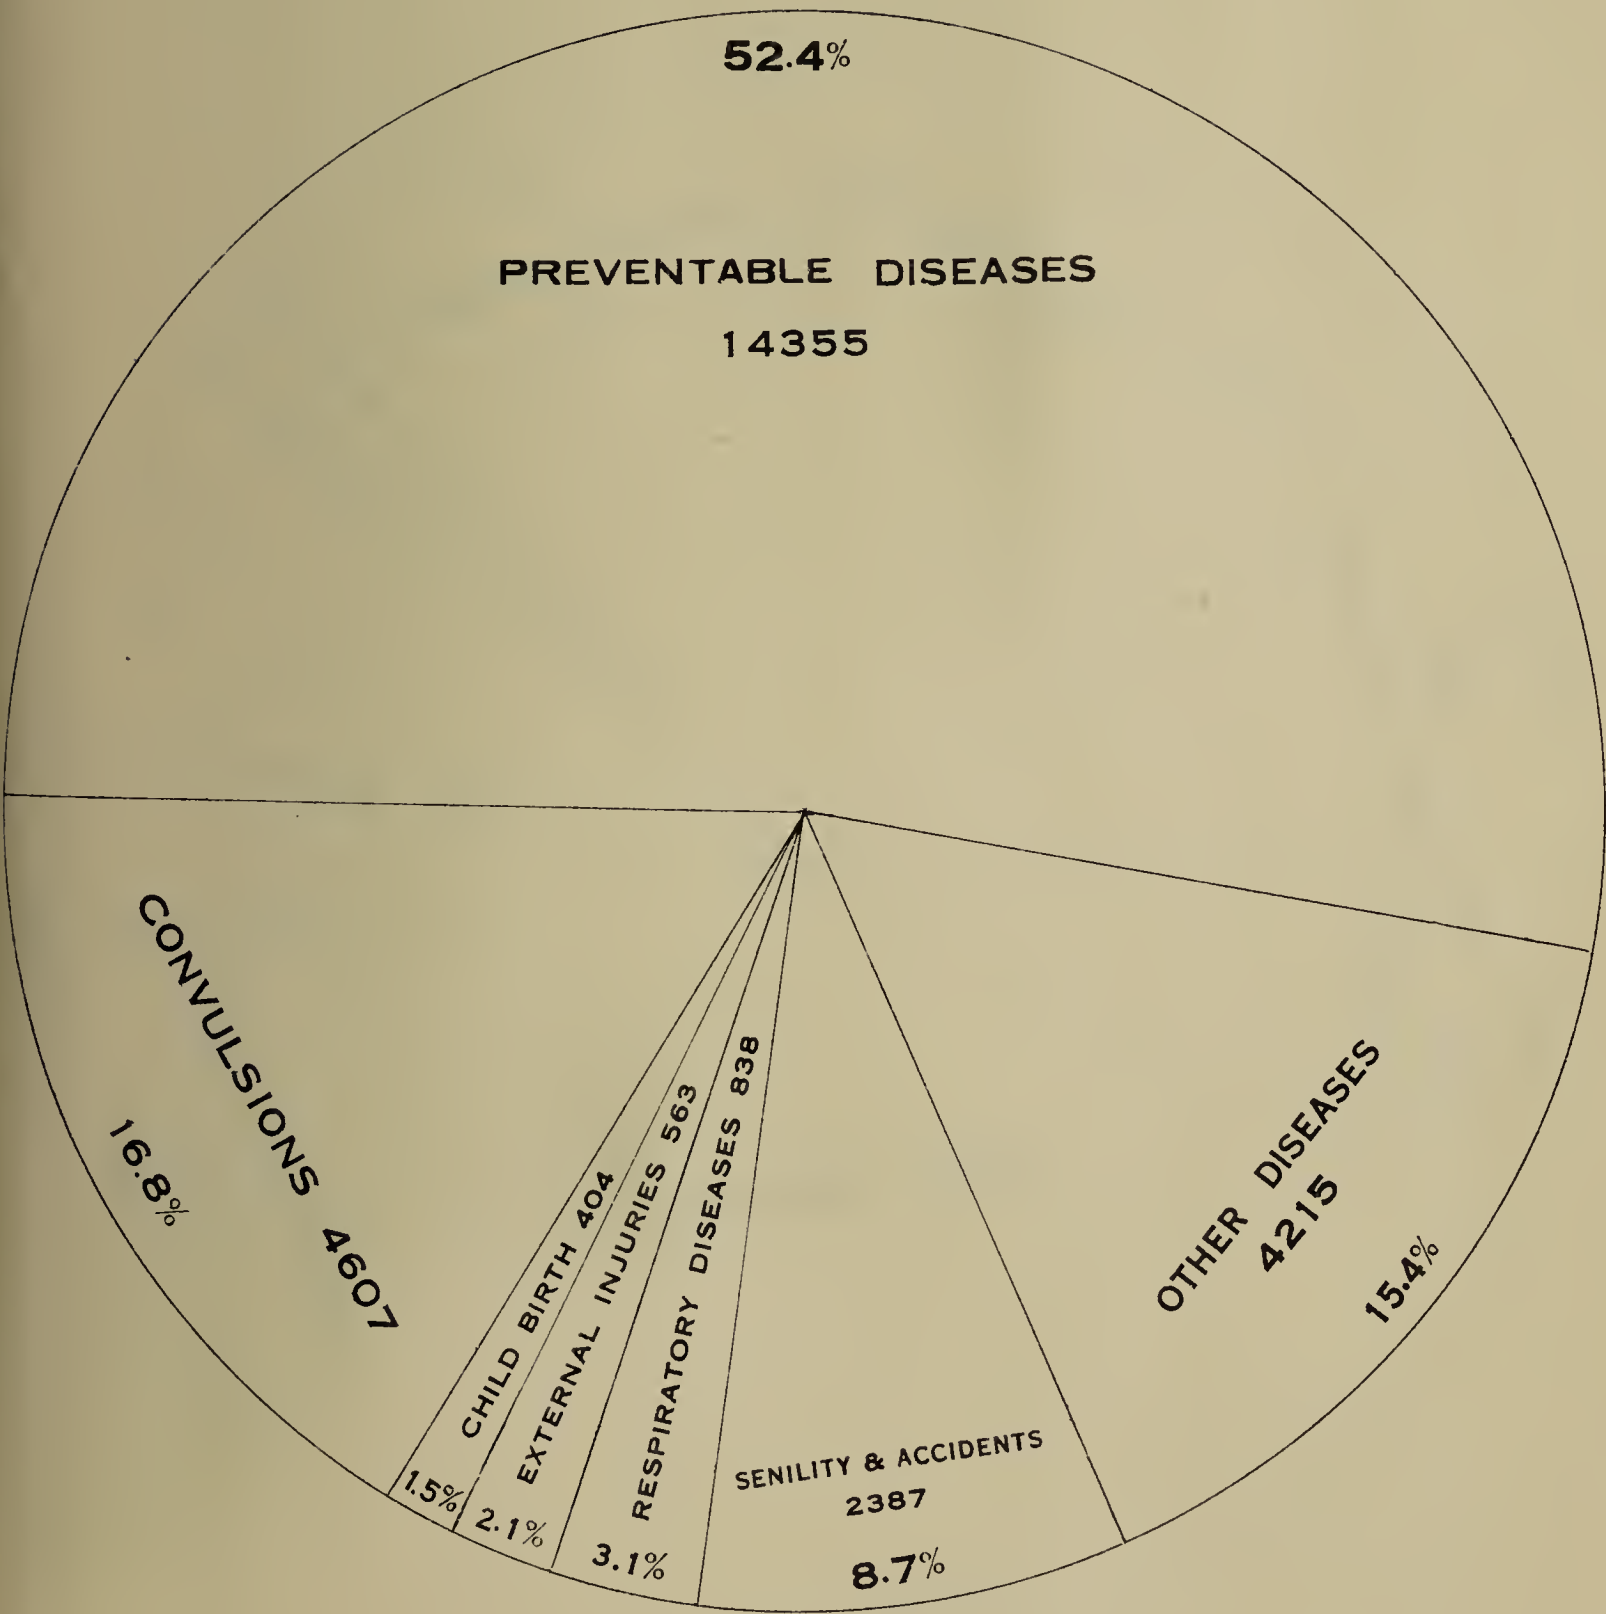 52.4%
PREVENTABLE DISEASES
14355
CONVULSIONS 4607
16.8%
CHILD BIRTH 404
1.5%
EXTERNAL INJURIES 563
2.1%
RESPIRATORY DISEASES 838
3.1%
SENILITY & ACCIDENTS
2387
8.7%
OTHER DISEASES
4215
15.4%